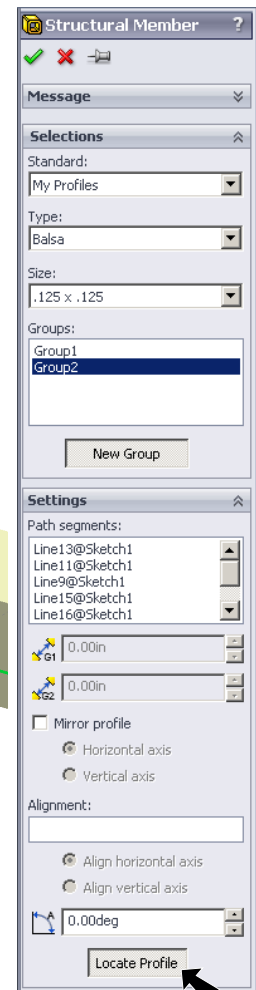 Structural Member ?
Message
Selections
Standard:
My Profiles
Type:
Balsa
Size:
.125 x .125
Groups:
Group1
Group2
New Group
Settings
Path segments:
Line13@Sketch1
Line11@Sketch1
Line9@Sketch1
Line15@Sketch1
Line16@Sketch1
G1 0.00in
G2 0.00in
Mirror profile
Horizontal axis
Vertical axis
Alignment:
Align horizontal axis
Align vertical axis
A 0.00deg
Locate Profile